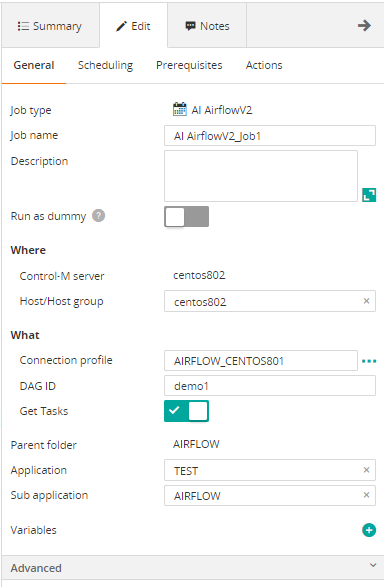 Summary Edit Notes
General Scheduling Prerequisites Actions
Job type AI AirflowV2
Job name AI AirflowV2_Job1
Description
Run as dummy ?
Where
Control-M server centos802
Host/Host group centos802 ×
What
Connection profile AIRFLOW_CENTOS801
DAG ID demo1
Get Tasks
Parent folder AIRFLOW
Application TEST ×
Sub application AIRFLOW ×
Variables
Advanced